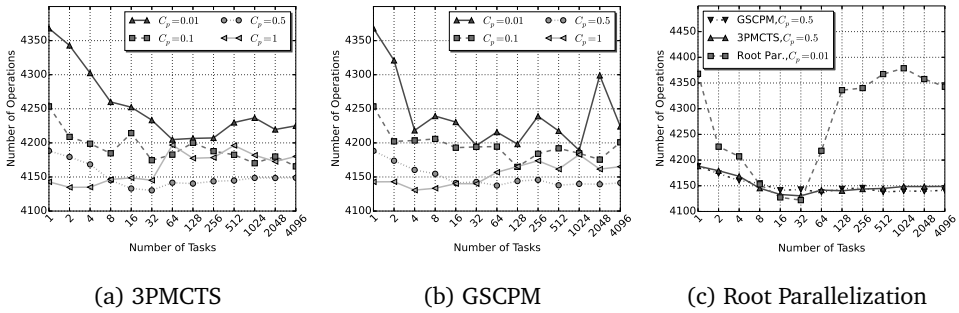 4350
4300
4250
4200
4150
4100
Number of Operations
C_p = 0.01
C_p = 0.1
C_p = 0.5
C_p = 1
1 2 4 8 16 32 64 128 256 512 1024 2048 4096
Number of Tasks
(a) 3PMCTS
4350
4300
4250
4200
4150
4100
Number of Operations
C_p = 0.01
C_p = 0.1
C_p = 0.5
C_p = 1
1 2 4 8 16 32 64 128 256 512 1024 2048 4096
Number of Tasks
(b) GSCPM
4450
4400
4350
4300
4250
4200
4150
4100
Number of Operations
GSCPM,C_p = 0.5
3PMCTS,C_p = 0.5
Root Par.,C_p = 0.01
1 2 4 8 16 32 64 128 256 512 1024 2048 4096
Number of Tasks
(c) Root Parallelization